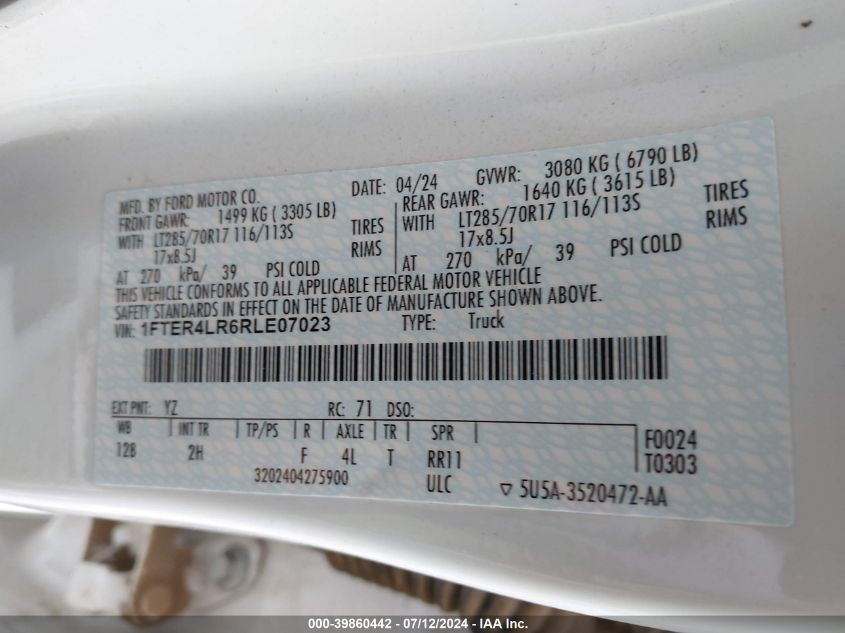 MFD. BY FORD MOTOR CO. DATE: 04/24 GVWR: 3080 KG ( 6790 LB)
FRONT GAWR: 1499 KG ( 3305 LB) REAR GAWR: 1640 KG ( 3615 LB)
WITH LT285/70R17 116/113S TIRES WITH LT285/70R17 116/113S TIRES
17x8.5J RIMS 17x8.5J RIMS
AT 270 kPa/ 39 PSI COLD AT 270 kPa/ 39 PSI COLD
THIS VEHICLE CONFORMS TO ALL APPLICABLE FEDERAL MOTOR VEHICLE
SAFETY STANDARDS IN EFFECT ON THE DATE OF MANUFACTURE SHOWN ABOVE.
VIN: 1FTER4LR6RLE07023 TYPE: Truck
EXT PNT: YZ RC: 71 DSO:
WB INT TR TP/PS R AXLE TR SPR F0024
128 2H F 4L T RR11 T0303
3202404275900 ULC ▽ 5U5A-3520472-AA
000-39860442 - 07/12/2024 - IAA Inc.